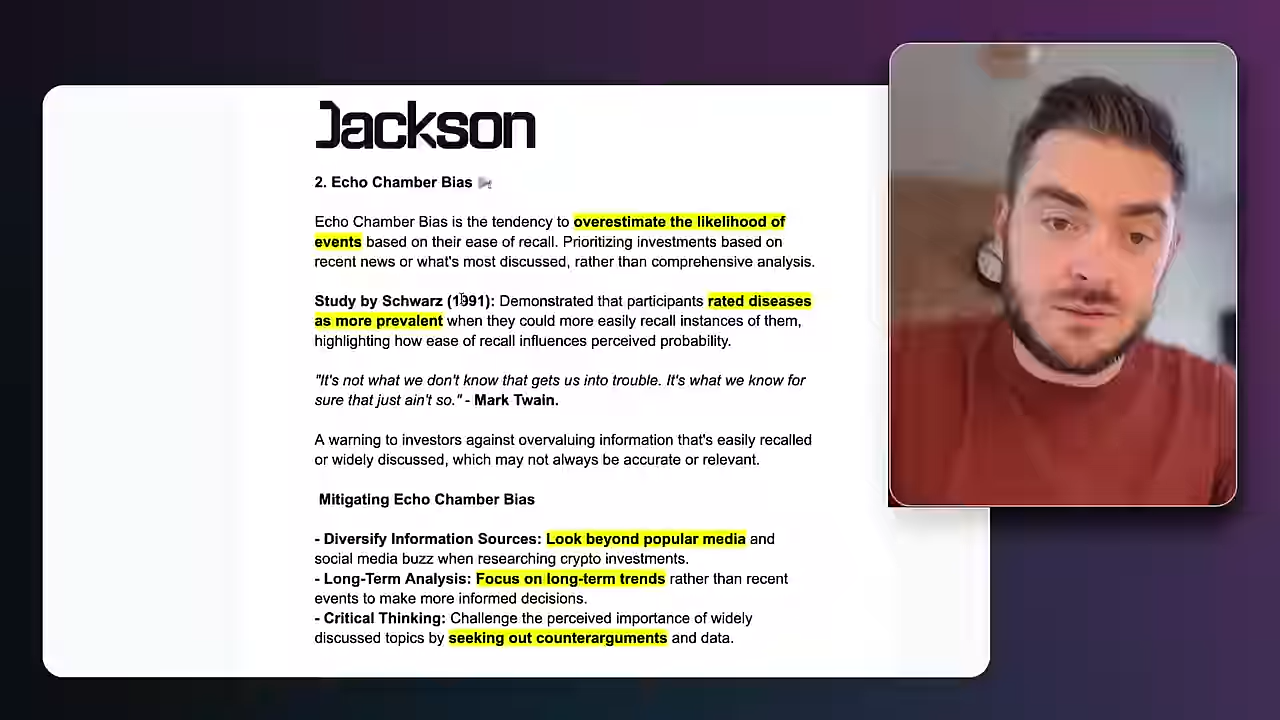 Jackson
2. Echo Chamber Bias
Echo Chamber Bias is the tendency to overestimate the likelihood of
events based on their ease of recall. Prioritizing investments based on
recent news or what's most discussed, rather than comprehensive analysis.
Study by Schwarz (1991): Demonstrated that participants rated diseases
as more prevalent when they could more easily recall instances of them,
highlighting how ease of recall influences perceived probability.
"It's not what we don't know that gets us into trouble. It's what we know for
sure that just ain't so." - Mark Twain.
A warning to investors against overvaluing information that's easily recalled
or widely discussed, which may not always be accurate or relevant.
Mitigating Echo Chamber Bias
- Diversify Information Sources: Look beyond popular media and
social media buzz when researching crypto investments.
- Long-Term Analysis: Focus on long-term trends rather than recent
events to make more informed decisions.
- Critical Thinking: Challenge the perceived importance of widely
discussed topics by seeking out counterarguments and data.